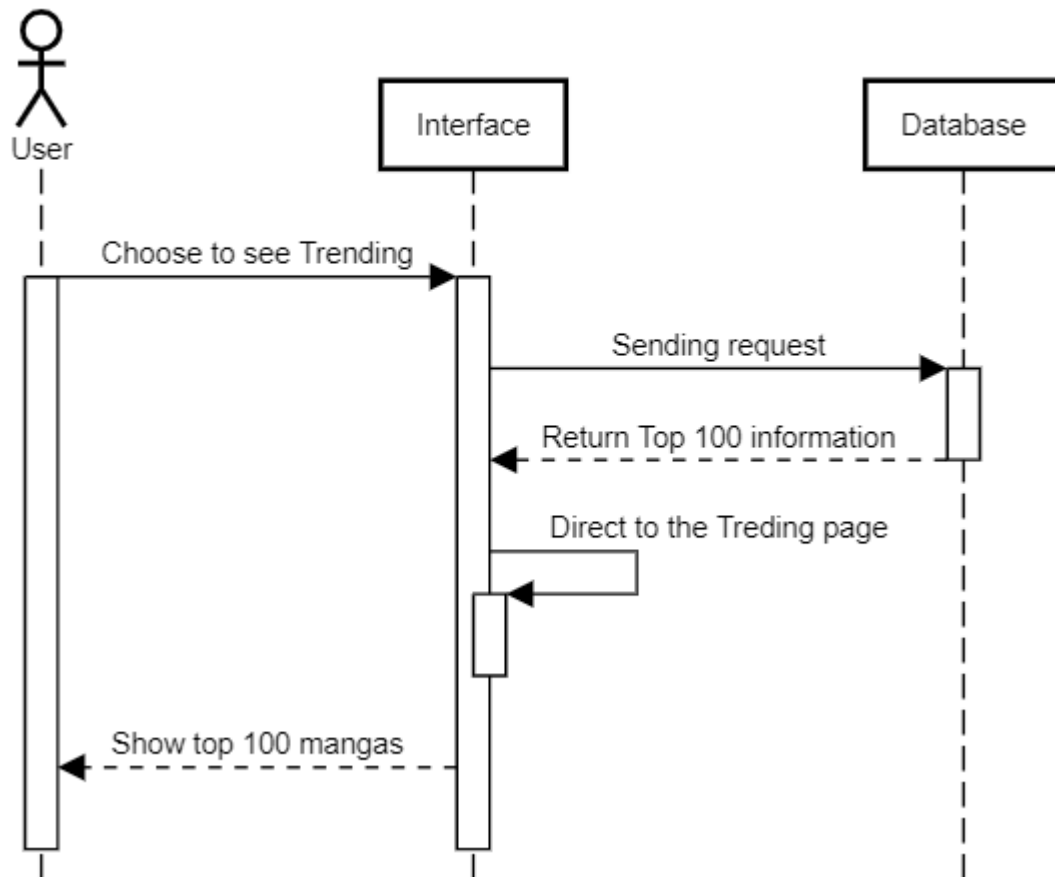 User
Interface
Database
Choose to see Trending
Sending request
Return Top 100 information
Direct to the Treding page
Show top 100 mangas